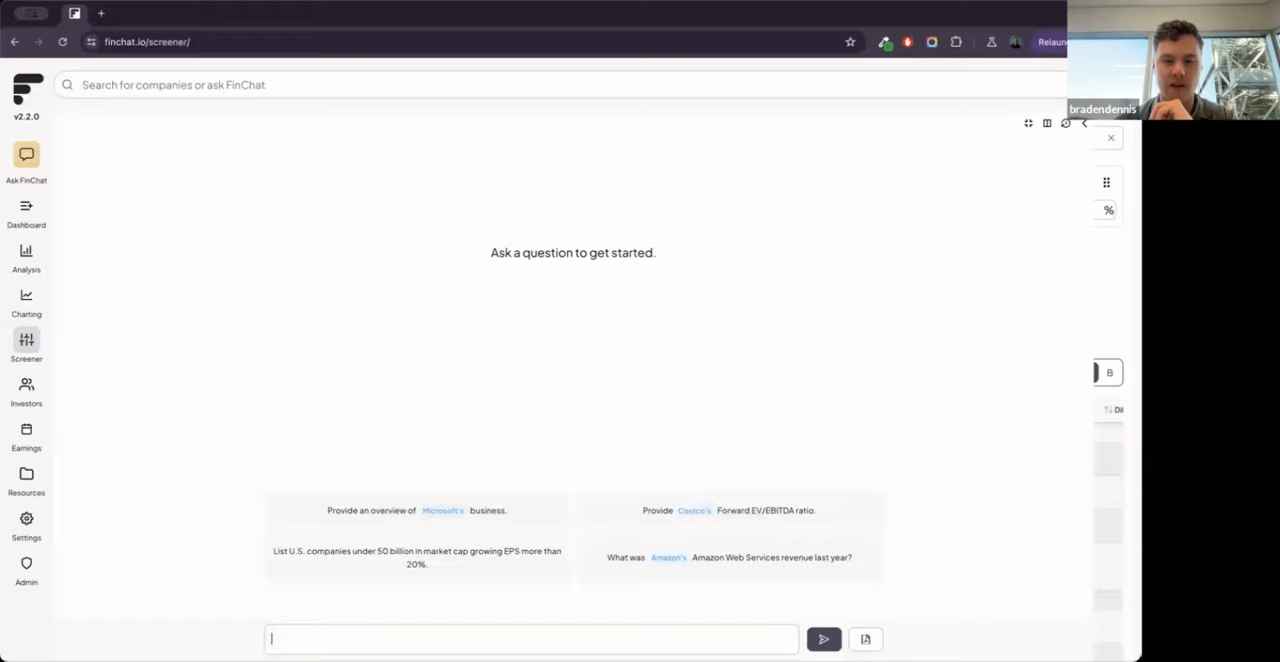 finchat.io/screener/
Relaun
bradendennis
v2.2.0
Search for companies or ask FinChat
Ask FinChat
Dashboard
Analysis
Charting
Screener
Investors
Earnings
Resources
Settings
Admin
%
Ask a question to get started.
B
Dil
Provide an overview of Microsoft's business.
Provide Costco's Forward EV/EBITDA ratio.
List U.S. companies under 50 billion in market cap growing EPS more than
20%.
What was Amazon's Amazon Web Services revenue last year?